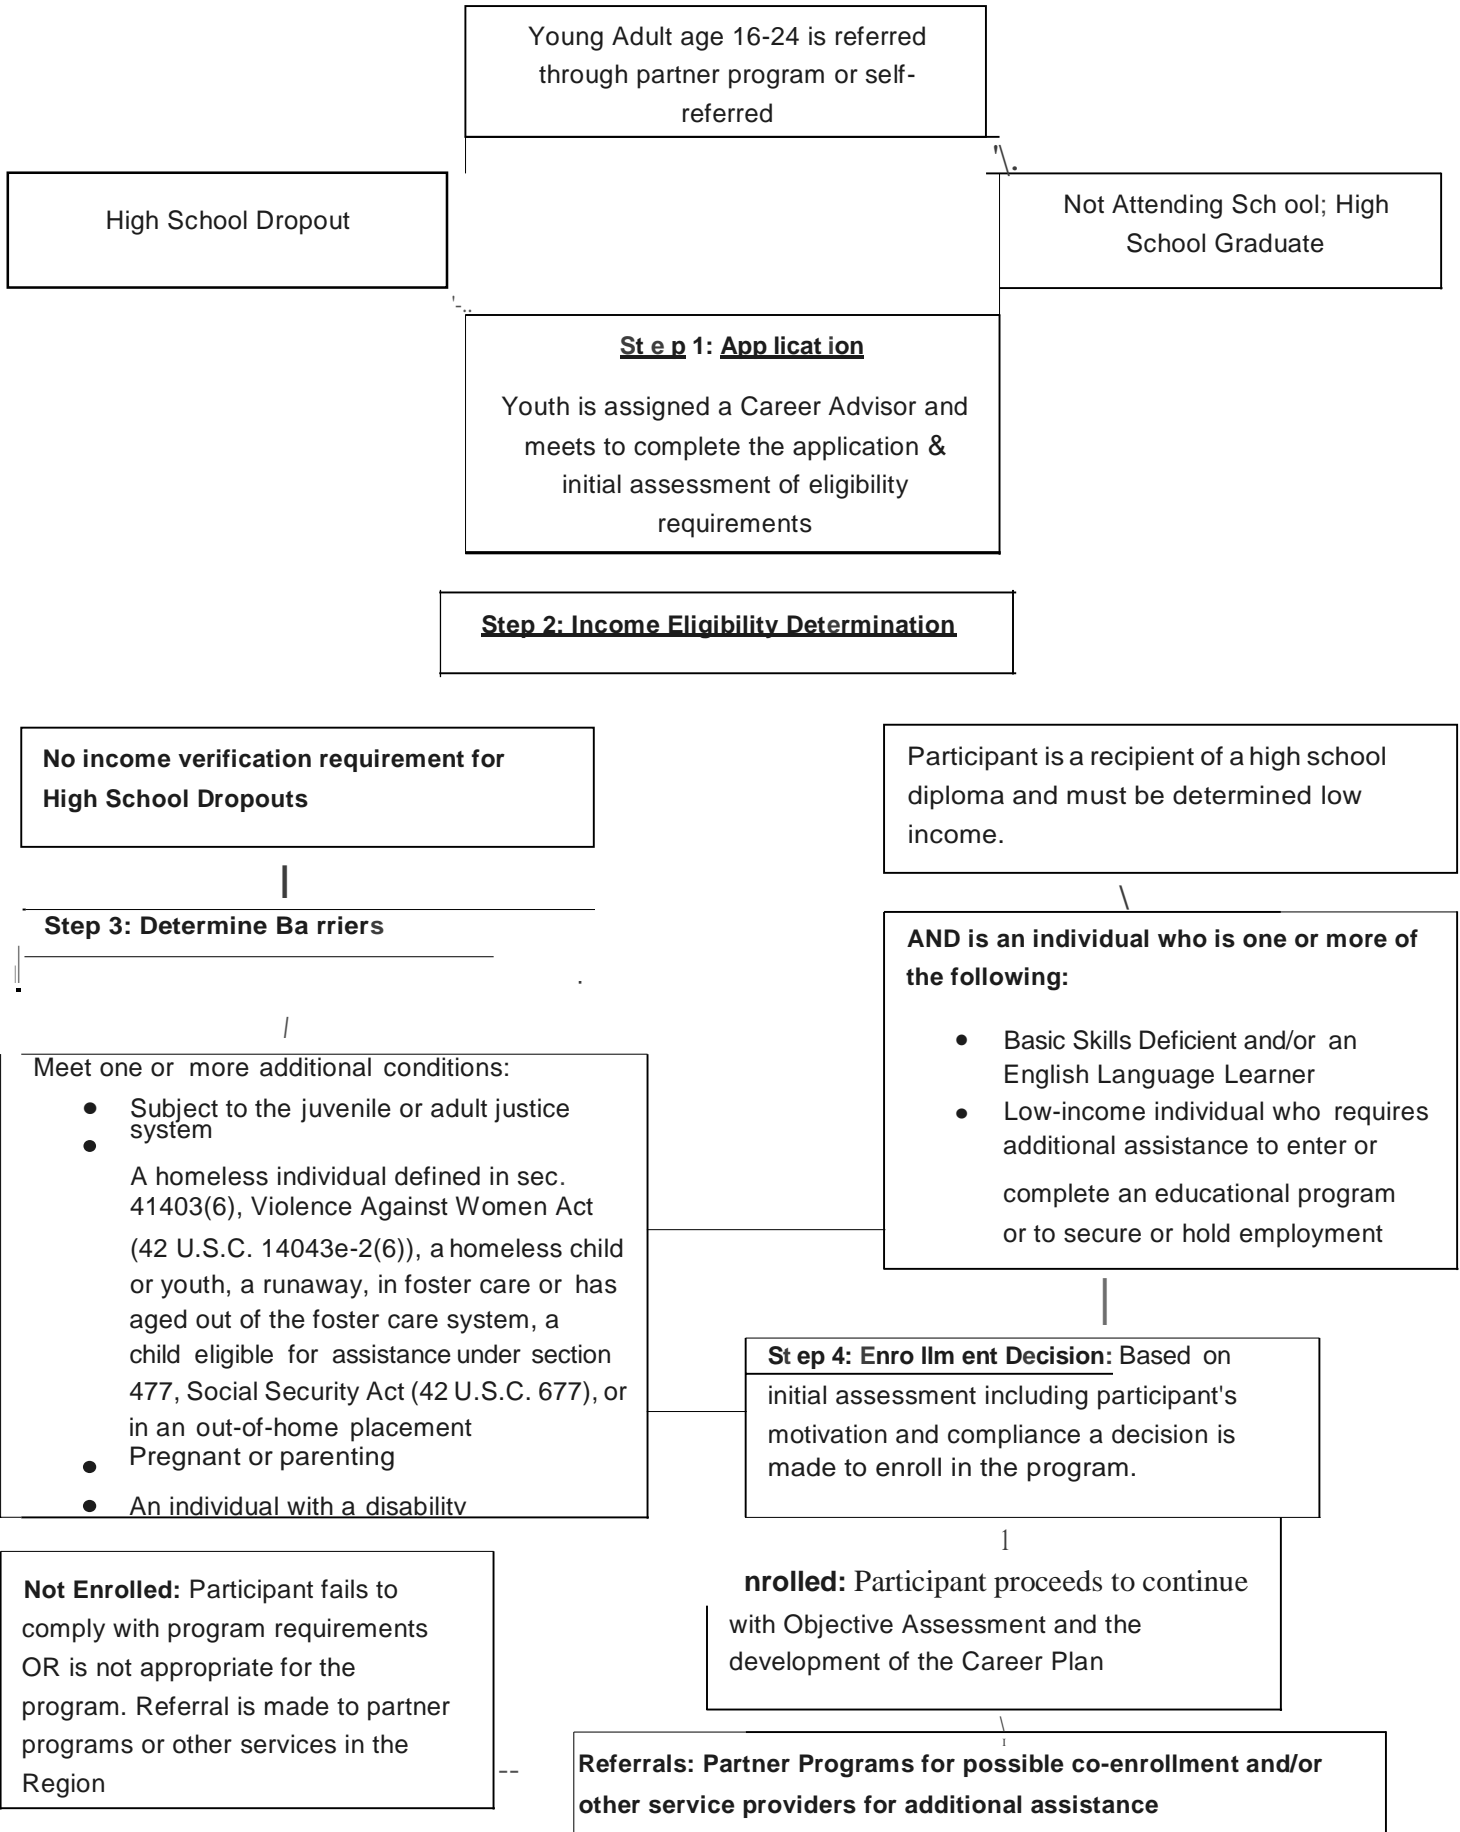 Young Adult age 16-24 is referred
through partner program or self-
referred
High School Dropout
Not Attending Sch ool; High
School Graduate
St e p 1: App licat ion
Youth is assigned a Career Advisor and
meets to complete the application &
initial assessment of eligibility
requirements
Step 2: Income Eligibility Determination
No income verification requirement for
High School Dropouts
Participant is a recipient of a high school
diploma and must be determined low
income.
Step 3: Determine Ba rriers
AND is an individual who is one or more of
the following:
• Basic Skills Deficient and/or an
English Language Learner
• Low-income individual who requires
additional assistance to enter or
complete an educational program
or to secure or hold employment
Meet one or more additional conditions:
• Subject to the juvenile or adult justice
system
• A homeless individual defined in sec.
41403(6), Violence Against Women Act
(42 U.S.C. 14043e-2(6)), a homeless child
or youth, a runaway, in foster care or has
aged out of the foster care system, a
child eligible for assistance under section
477, Social Security Act (42 U.S.C. 677), or
in an out-of-home placement
• Pregnant or parenting
• An individual with a disability
St ep 4: Enro llm ent Decision: Based on
initial assessment including participant's
motivation and compliance a decision is
made to enroll in the program.
Not Enrolled: Participant fails to
comply with program requirements
OR is not appropriate for the
program. Referral is made to partner
programs or other services in the
Region
nrolled: Participant proceeds to continue
with Objective Assessment and the
development of the Career Plan
Referrals: Partner Programs for possible co-enrollment and/or
other service providers for additional assistance